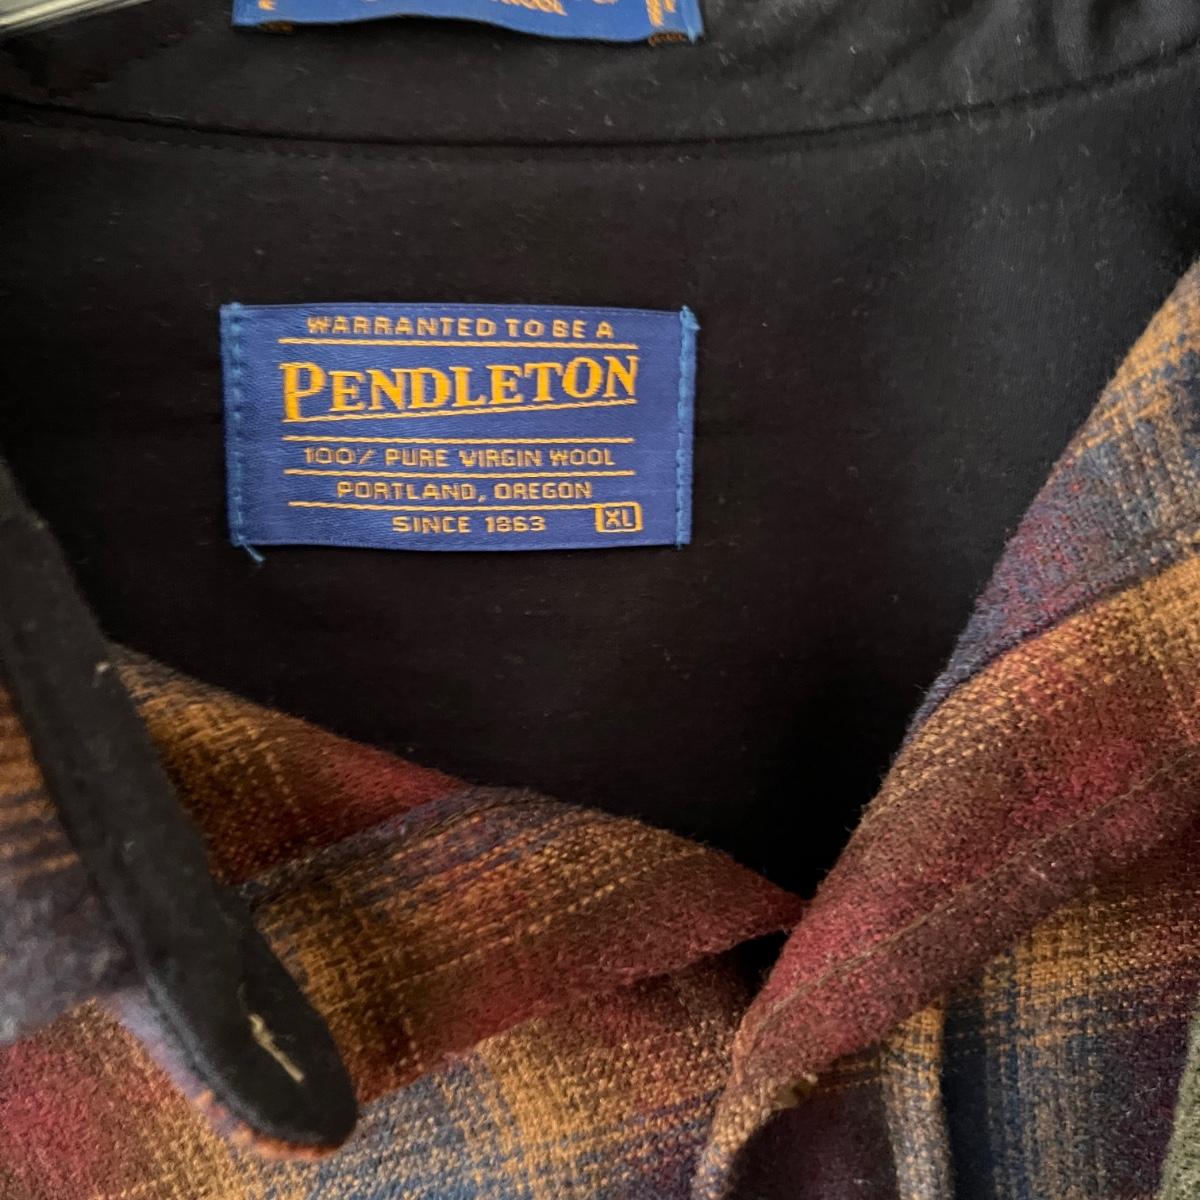 WARRANTED TO BE A
PENDLETON
100% PURE VIRGIN WOOL
PORTLAND, OREGON
SINCE 1863 XL